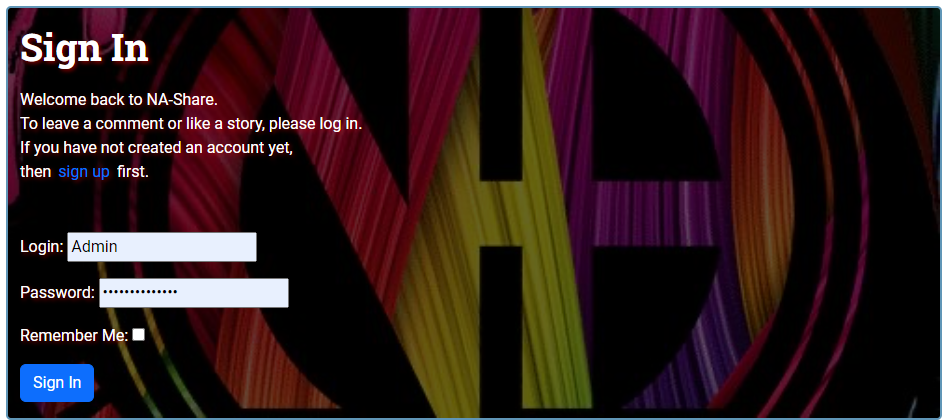 Sign In
Welcome back to NA-Share.
To leave a comment or like a story, please log in.
If you have not created an account yet,
then sign up first.
Login: Admin
Password: ••••••••••••••
Remember Me:
Sign In